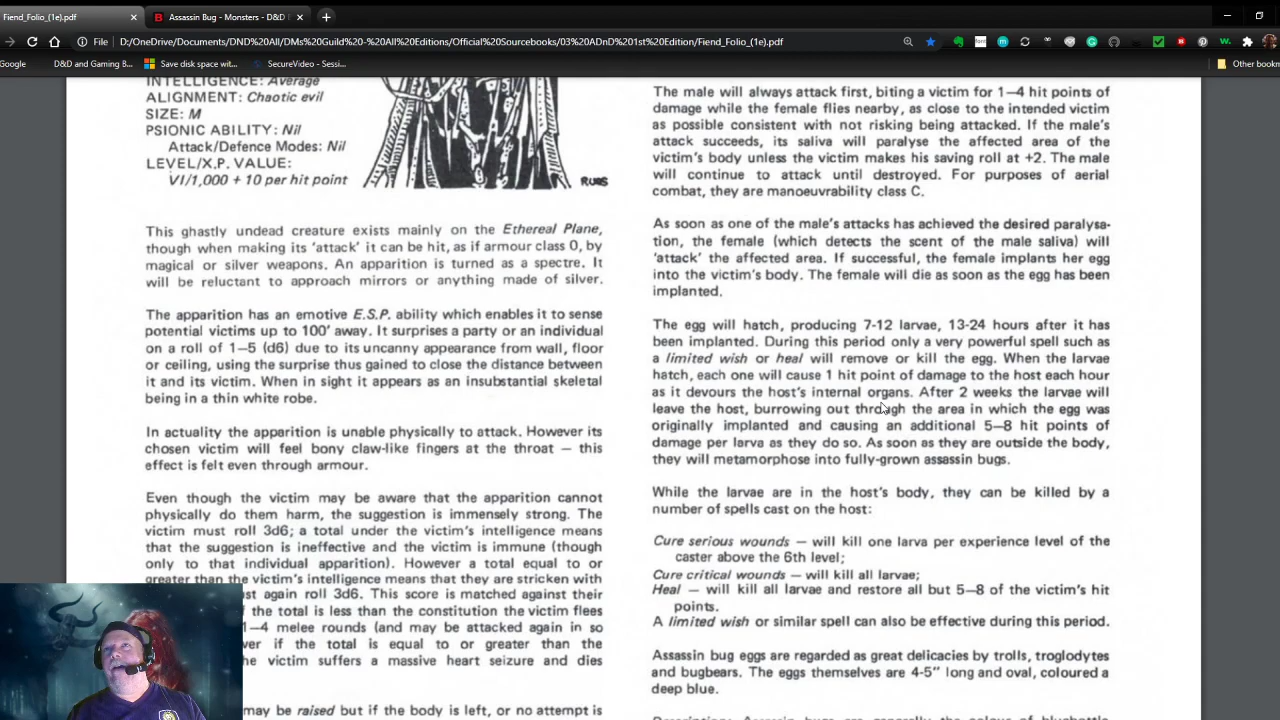 Fiend_Folio_(1e).pdf
Assassin Bug - Monsters - D&D
File D:/OneDrive/Documents/DND%20All/DMs%20Guild%20-%20All%20Editions/Official%20Sourcebooks/03%20ADnD%201st%20Edition/Fiend_Folio_(1e).pdf
Google D&D and Gaming B... Save disk space wit... SecureVideo - Sessi... Other bookm
INTELLIGENCE: Average
ALIGNMENT: Chaotic evil
SIZE: M
PSIONIC ABILITY: Nil
Attack/Defence Modes: Nil
LEVEL/X.P. VALUE:
VI/1,000 + 10 per hit point
RUSS
This ghastly undead creature exists mainly on the Ethereal Plane,
though when making its 'attack' it can be hit, as if armour class 0, by
magical or silver weapons. An apparition is turned as a spectre. It
will be reluctant to approach mirrors or anything made of silver.
The apparition has an emotive E.S.P. ability which enables it to sense
potential victims up to 100' away. It surprises a party or an individual
on a roll of 1–5 (d6) due to its uncanny appearance from wall, floor
or ceiling, using the surprise thus gained to close the distance between
it and its victim. When in sight it appears as an insubstantial skeletal
being in a thin white robe.
In actuality the apparition is unable physically to attack. However its
chosen victim will feel bony claw-like fingers at the throat — this
effect is felt even through armour.
Even though the victim may be aware that the apparition cannot
physically do them harm, the suggestion is immensely strong. The
victim must roll 3d6; a total under the victim's intelligence means
that the suggestion is ineffective and the victim is immune (though
only to that individual apparition). However a total equal to or
greater than the victim's intelligence means that they are stricken with
st again roll 3d6. This score is matched against their
the total is less than the constitution the victim flees
1–4 melee rounds (and may be attacked again in so
ver if the total is equal to or greater than the
he victim suffers a massive heart seizure and dies
may be raised but if the body is left, or no attempt is
The male will always attack first, biting a victim for 1–4 hit points of
damage while the female flies nearby, as close to the intended victim
as possible consistent with not risking being attacked. If the male's
attack succeeds, its saliva will paralyse the affected area of the
victim's body unless the victim makes his saving roll at +2. The male
will continue to attack until destroyed. For purposes of aerial
combat, they are manoeuvrability class C.
As soon as one of the male's attacks has achieved the desired paralysa-
tion, the female (which detects the scent of the male saliva) will
'attack' the affected area. If successful, the female implants her egg
into the victim's body. The female will die as soon as the egg has been
implanted.
The egg will hatch, producing 7-12 larvae, 13-24 hours after it has
been implanted. During this period only a very powerful spell such as
a limited wish or heal will remove or kill the egg. When the larvae
hatch, each one will cause 1 hit point of damage to the host each hour
as it devours the host's internal organs. After 2 weeks the larvae will
leave the host, burrowing out through the area in which the egg was
originally implanted and causing an additional 5–8 hit points of
damage per larva as they do so. As soon as they are outside the body,
they will metamorphose into fully-grown assassin bugs.
While the larvae are in the host's body, they can be killed by a
number of spells cast on the host:
Cure serious wounds — will kill one larva per experience level of the
caster above the 6th level;
Cure critical wounds — will kill all larvae;
Heal — will kill all larvae and restore all but 5–8 of the victim's hit
points.
A limited wish or similar spell can also be effective during this period.
Assassin bug eggs are regarded as great delicacies by trolls, troglodytes
and bugbears. The eggs themselves are 4-5" long and oval, coloured a
deep blue.